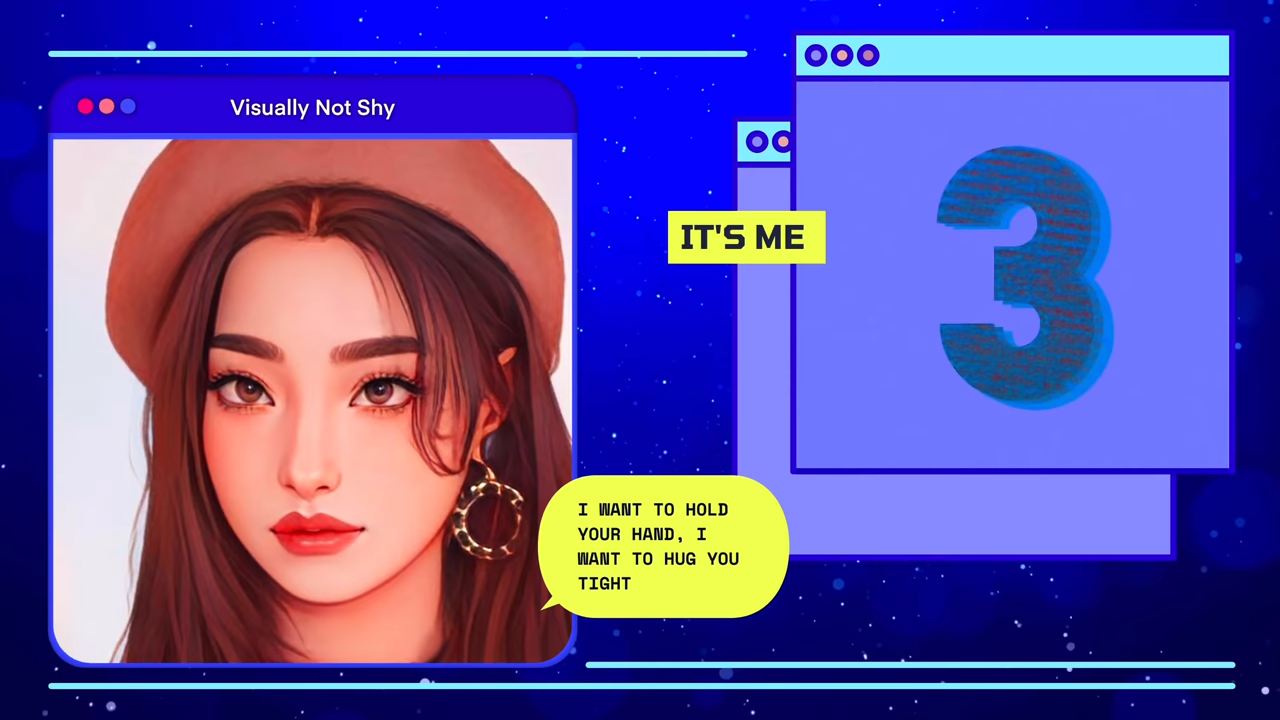 Visually Not Shy
3
IT'S ME
I WANT TO HOLD
YOUR HAND, I
WANT TO HUG YOU
TIGHT